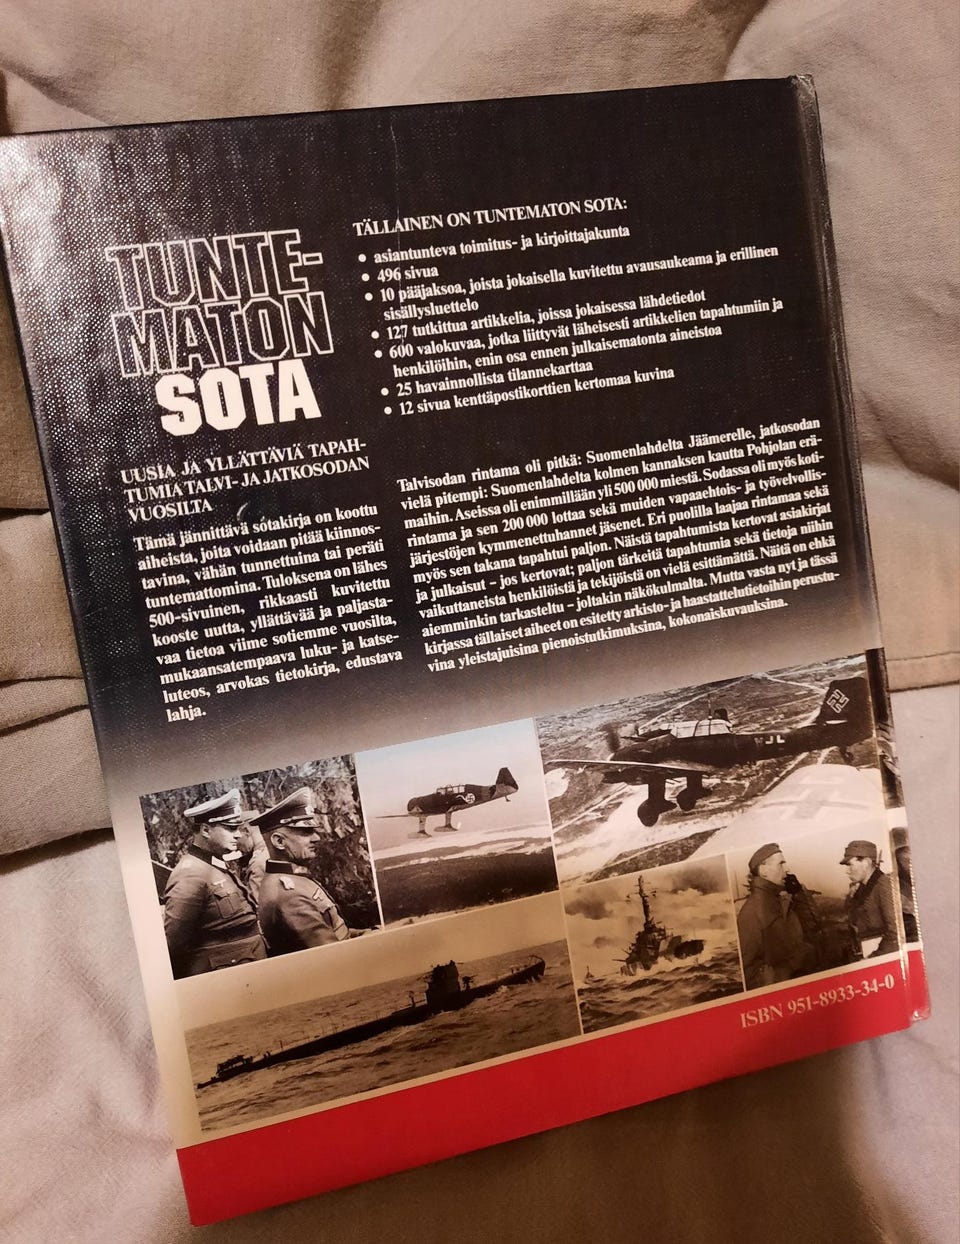 TUNTE-
MATON
SOTA
UUSIA JA YLLÄTTÄVIÄ TAPAH-
TUMIA TALVI- JA JATKOSODAN
VUOSILTA
Tämä jännittävä sotakirja on koottu
aiheista, joita voidaan pitää kiinnos-
tavina, vähän tunnettuina tai peräti
tuntemattomina. Tuloksena on lähes
500-sivuinen, rikkaasti kuvitettu
kooste uutta, yllättävää ja paljasta-
vaa tietoa viime sotiemme vuosilta,
mukaansatempaava luku- ja katse-
luteos, arvokas tietokirja, edustava
lahja.
TÄLLAINEN ON TUNTEMATON SOTA:
• asiantunteva toimitus- ja kirjoittajakunta
• 496 sivua
• 10 pääjaksoa, joista jokaisella kuvitettu avausaukeama ja erillinen
sisällysluettelo
• 127 tutkittua artikkelia, joissa jokaisessa lähdetiedot
• 600 valokuvaa, jotka liittyvät läheisesti artikkelien tapahtumiin ja
henkilöihin, enin osa ennen julkaisematonta aineistoa
• 25 havainnollista tilannekarttaa
• 12 sivua kenttäpostikorttien kertomaa kuvina
Talvisodan rintama oli pitkä: Suomenlahdelta Jäämerelle, jatkosodan
vielä pitempi: Suomenlahdelta kolmen kannaksen kautta Pohjolan erä-
maihin. Aseissa oli enimmillään yli 500 000 miestä. Sodassa oli myös koti-
rintama ja sen 200 000 lottaa sekä muiden vapaaehtois- ja työvelvollis-
järjestöjen kymmenettuhannet jäsenet. Eri puolilla laajaa rintamaa sekä
myös sen takana tapahtui paljon. Näistä tapahtumista kertovat asiakirjat
ja julkaisut – jos kertovat; paljon tärkeitä tapahtumia sekä tietoja niihin
vaikuttaneista henkilöistä ja tekijöistä on vielä esittämättä. Näitä on ehkä
aiemminkin tarkasteltu – joltakin näkökulmalta. Mutta vasta nyt ja tässä
kirjassa tällaiset aiheet on esitetty arkisto- ja haastattelutietoihin perustu-
vina yleistajuisina pienoistutkimuksina, kokonaiskuvauksina.
JL
ISBN 951-8933-34-0